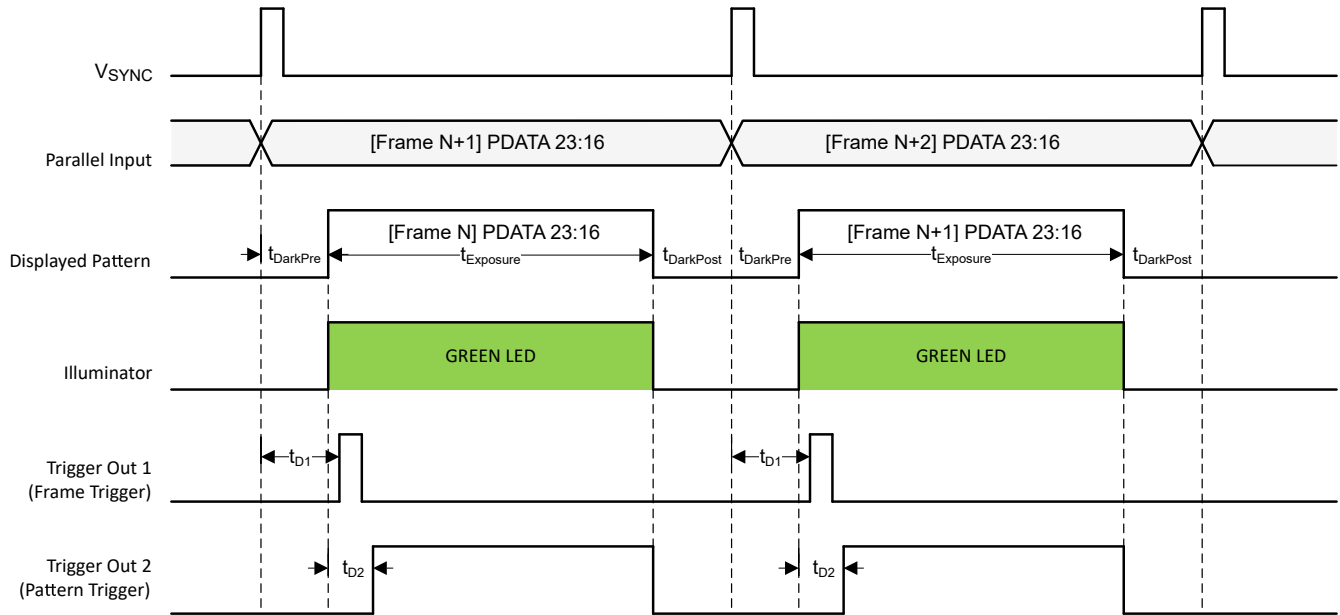 VSYNC
Parallel Input
[Frame N+1] PDATA 23:16
[Frame N+2] PDATA 23:16
Displayed Pattern
tDarkPre
[Frame N] PDATA 23:16
tExposure
tDarkPost
tDarkPre
[Frame N+1] PDATA 23:16
tExposure
tDarkPost
Illuminator
GREEN LED
GREEN LED
Trigger Out 1
(Frame Trigger)
tD1
tD1
Trigger Out 2
(Pattern Trigger)
tD2
tD2